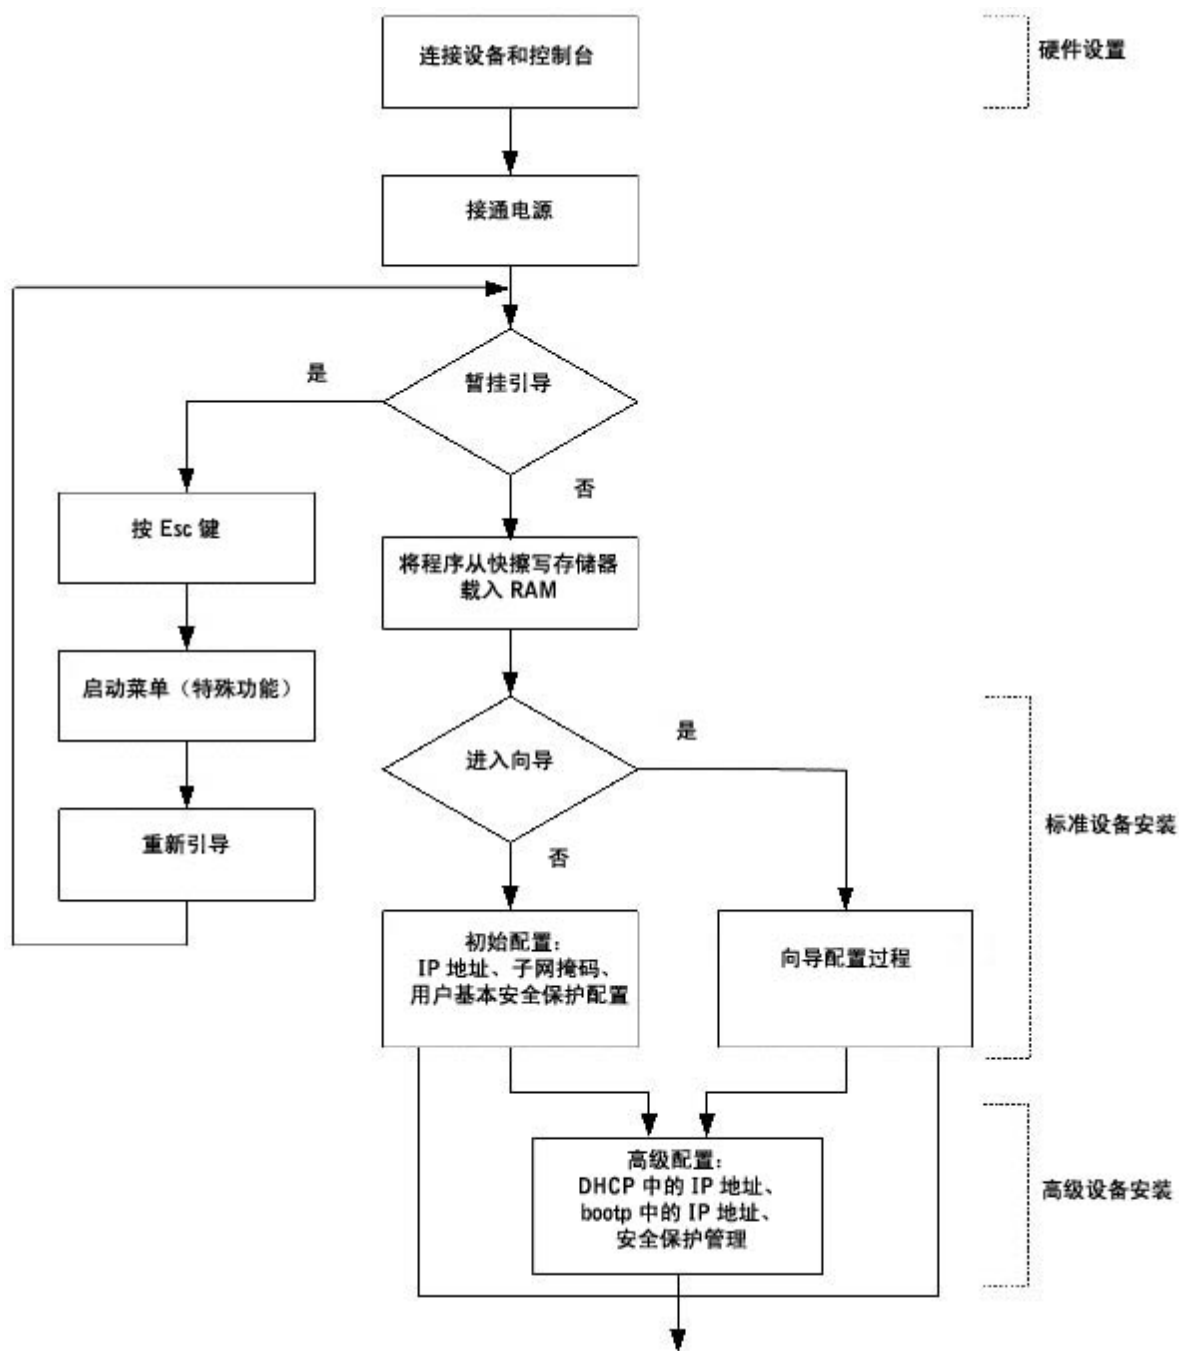 连接设备和控制台
硬件设置
接通电源
是
暂挂引导
否
按 Esc 键
将程序从快擦写存储器
载入 RAM
启动菜单（特殊功能）
是
进入向导
标准设备安装
重新引导
否
初始配置：
IP 地址、子网掩码、
用户基本安全保护配置
向导配置过程
高级配置：
DHCP 中的 IP 地址、
bootp 中的 IP 地址、
安全保护管理
高级设备安装